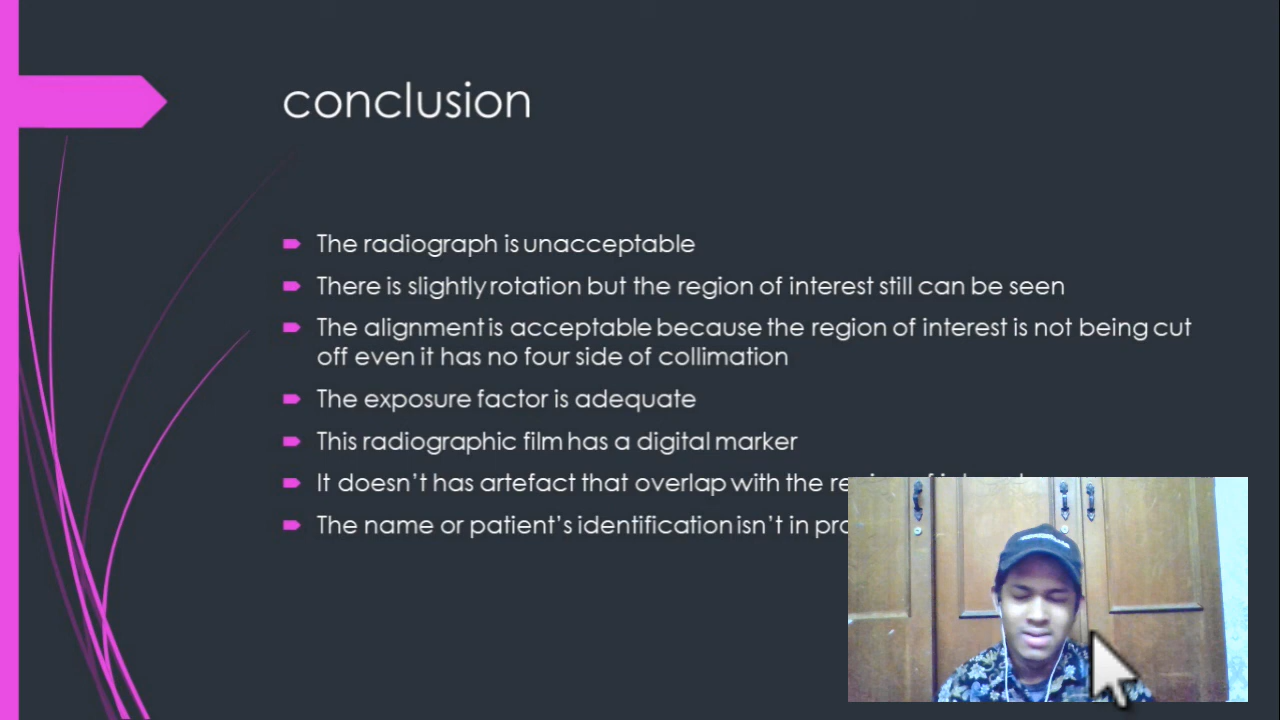 conclusion
The radiograph is unacceptable
There is slightly rotation but the region of interest still can be seen
The alignment is acceptable because the region of interest is not being cut
off even it has no four side of collimation
The exposure factor is adequate
This radiographic film has a digital marker
It doesn't has artefact that overlap with the
The name or patient's identification isn't in